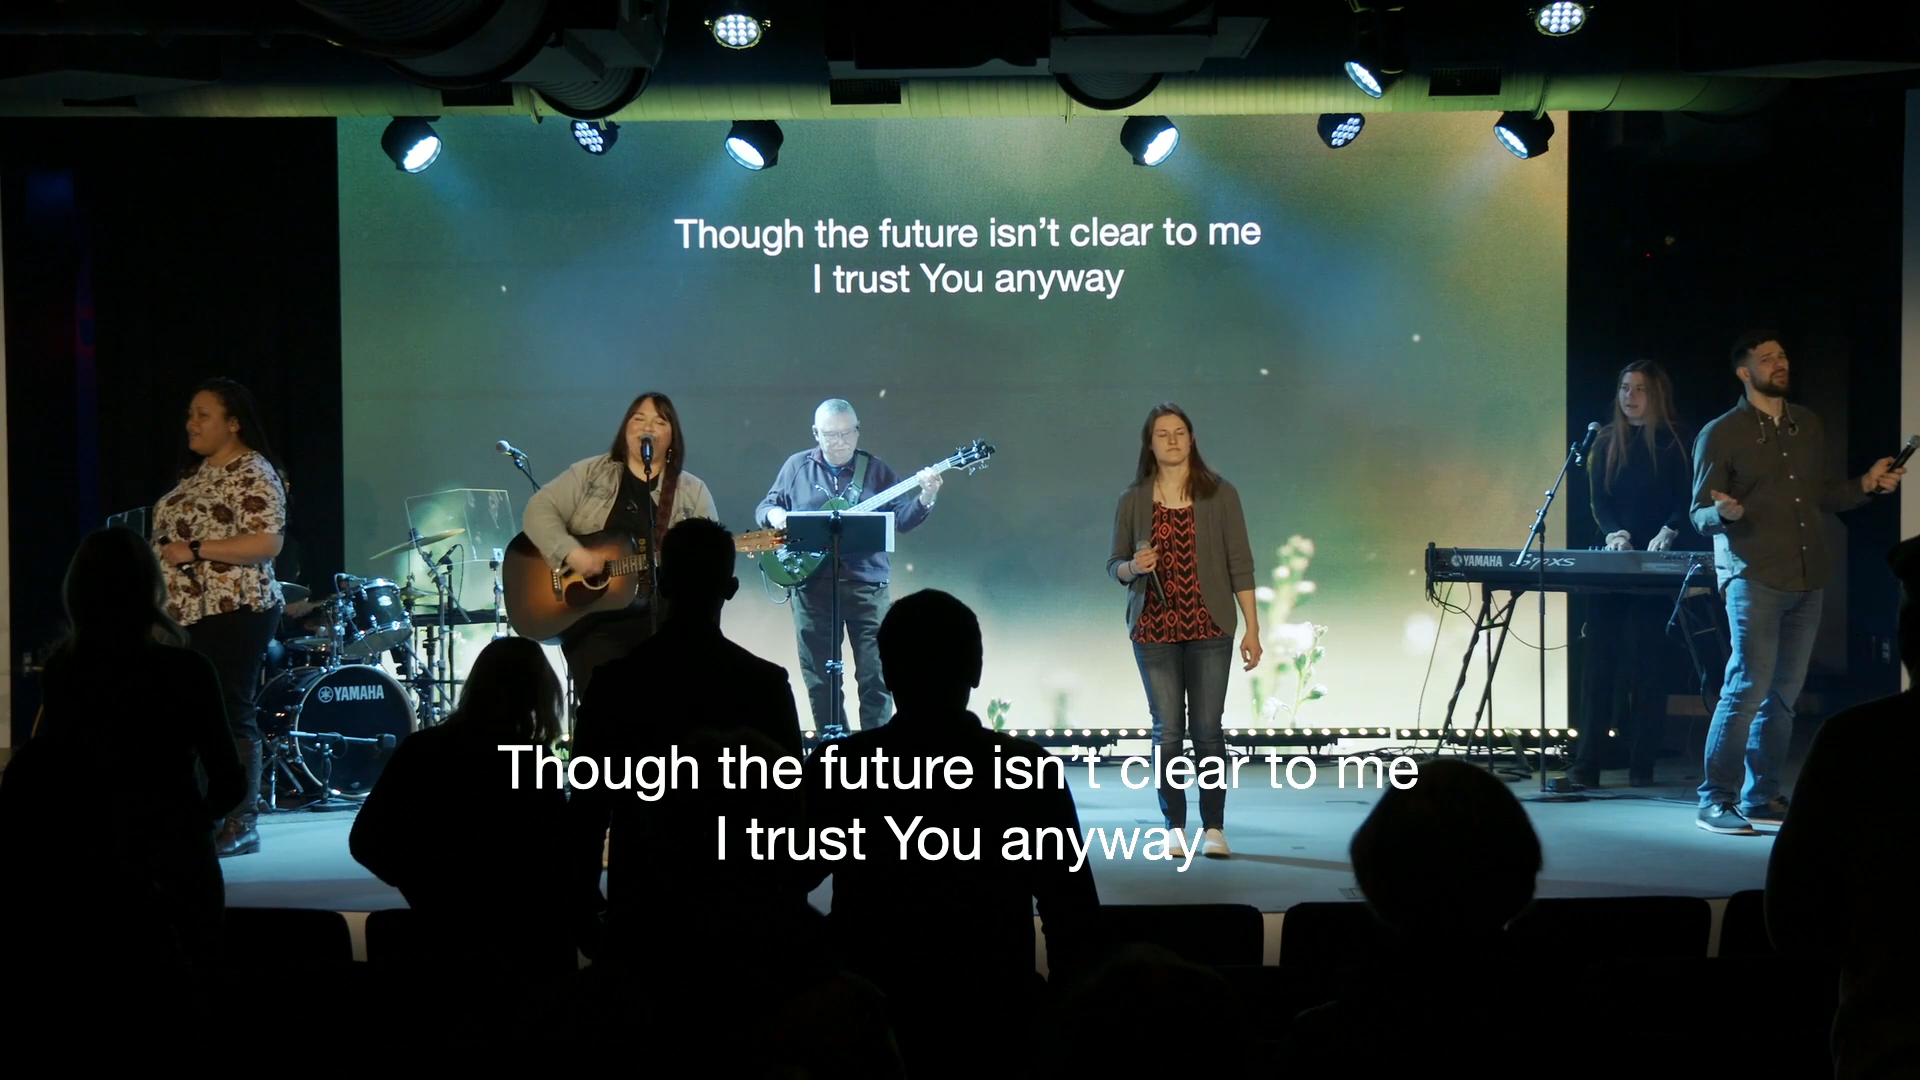 Though the future isn't clear to me
I trust You anyway
YAMAHA
YAMAHA
Though the future isn't clear to me
I trust You anyway